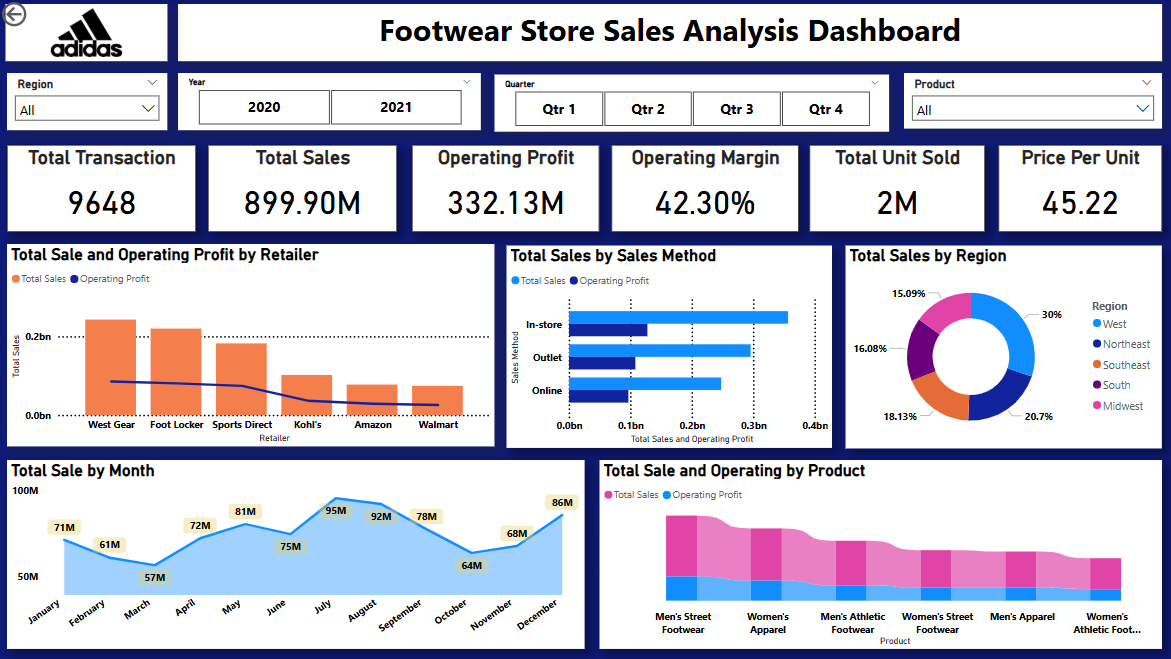 adidas
Footwear Store Sales Analysis Dashboard
Region
All
Year
2020
2021
Quarter
Qtr 1
Qtr 2
Qtr 3
Qtr 4
Product
All
Total Transaction
9648
Total Sales
899.90M
Operating Profit
332.13M
Operating Margin
42.30%
Total Unit Sold
2M
Price Per Unit
45.22
Total Sale and Operating Profit by Retailer
Total Sales
Operating Profit
Total Sales
0.2bn
0.0bn
West Gear
Foot Locker
Sports Direct
Kohl's
Amazon
Walmart
Retailer
Total Sales by Sales Method
Total Sales
Operating Profit
Sales Method
In-store
Outlet
Online
0.0bn
0.1bn
0.2bn
0.3bn
0.4bn
Total Sales and Operating Profit
Total Sales by Region
15.09%
30%
16.08%
18.13%
20.7%
Region
West
Northeast
Southeast
South
Midwest
Total Sale by Month
100M
50M
71M
61M
57M
72M
81M
75M
95M
92M
78M
64M
68M
86M
January
February
March
April
May
June
July
August
September
October
November
December
Total Sale and Operating by Product
Total Sales
Operating Profit
Men's Street
Footwear
Women's
Apparel
Men's Athletic
Footwear
Women's Street
Footwear
Men's Apparel
Women's
Athletic Foot...
Product